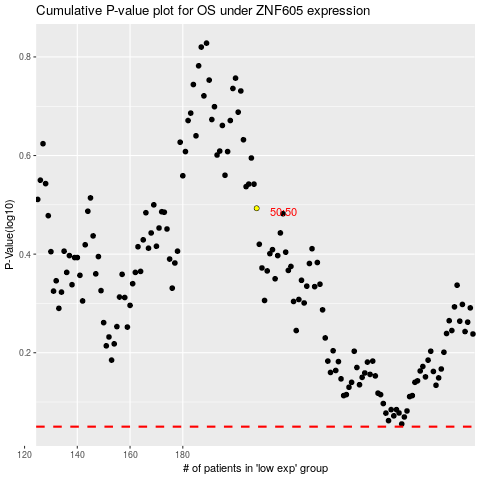 Cumulative P-value plot for OS under ZNF605 expression
P-Value(log10)
0.8
0.6
0.4
0.2
50:50
120 140 160 180
# of patients in 'low exp' group